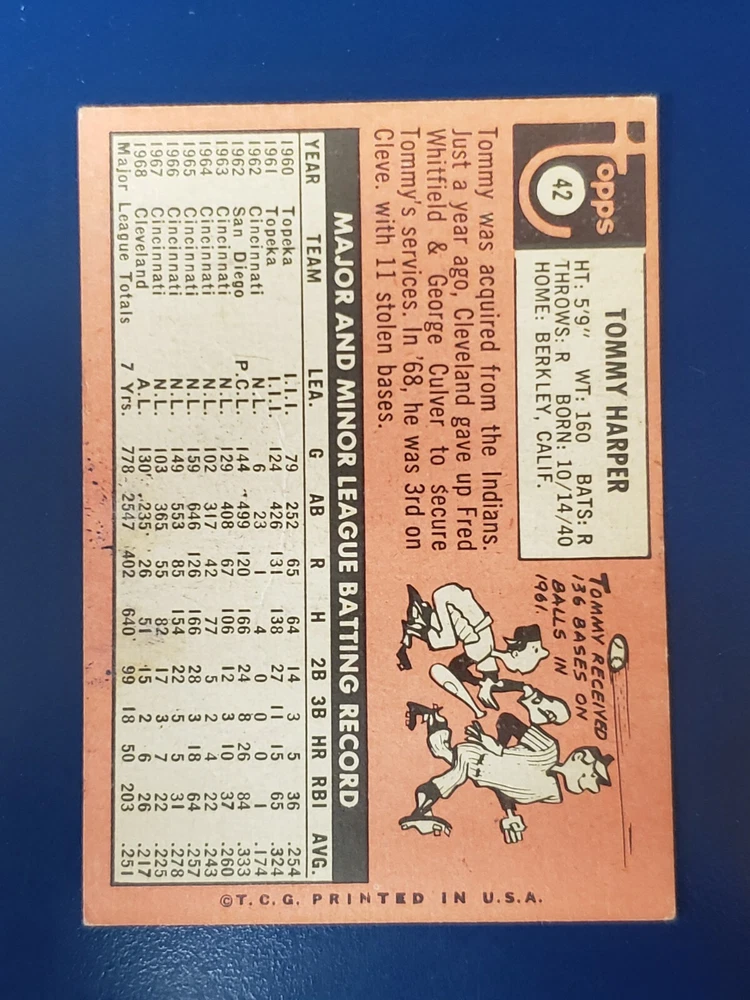 Topps
42
TOMMY HARPER
HT: 5'9" WT: 160 BATS: R
THROWS: R BORN: 10/14/40
HOME: BERKLEY, CALIF.
Tommy was acquired from the Indians.
Just a year ago, Cleveland gave up Fred
Whitfield & George Culver to secure
Tommy's services. In '68, he was 3rd on
Cleve. with 11 stolen bases.
TOMMY RECEIVED
136 BASES ON
BALLS IN
1961.
MAJOR AND MINOR LEAGUE BATTING RECORD
YEAR TEAM LEA. G AB R H 2B 3B HR RBI AVG.
1960 Topeka I.I.I. 79 252 65 64 14 3 5 36 .254
1961 Topeka I.I.I. 124 426 131 138 27 11 15 65 .324
1962 Cincinnati N.L. 6 23 1 4 0 0 0 1 .174
1962 San Diego P.C.L. 144 499 120 166 24 8 26 84 .333
1963 Cincinnati N.L. 129 408 67 106 12 3 10 37 .260
1964 Cincinnati N.L. 102 317 42 77 5 2 4 22 .243
1965 Cincinnati N.L. 159 646 126 166 28 3 18 64 .257
1966 Cincinnati N.L. 149 553 85 154 22 5 5 31 .278
1967 Cincinnati N.L. 103 365 55 82 17 3 7 22 .225
1968 Cleveland A.L. 130 235 26 51 15 2 6 26 .217
Major League Totals 7 Yrs. 778 2547 402 640 99 18 50 203 .251
©T.C.G. PRINTED IN U.S.A.